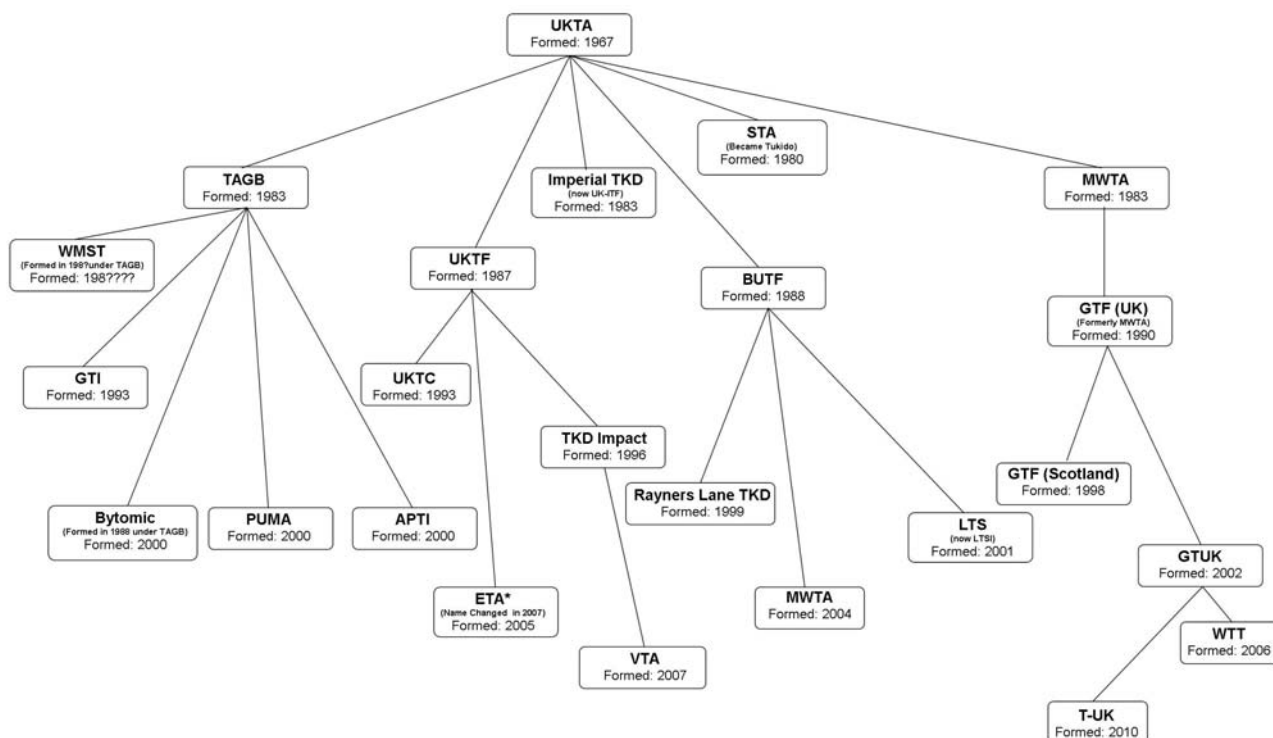 UKTA
Formed: 1967
STA
(Became Tukido)
Formed: 1980
TAGB
Formed: 1983
Imperial TKD
(now UK-ITF)
Formed: 1983
MWTA
Formed: 1983
WMST
(Formed in 198?under TAGB)
Formed: 198????
UKTF
Formed: 1987
BUTF
Formed: 1988
GTF (UK)
(Formerly MWTA)
Formed: 1990
GTI
Formed: 1993
UKTC
Formed: 1993
TKD Impact
Formed: 1996
GTF (Scotland)
Formed: 1998
Rayners Lane TKD
Formed: 1999
Bytomic
(Formed in 1988 under TAGB)
Formed: 2000
PUMA
Formed: 2000
APTI
Formed: 2000
LTS
(now LTSI)
Formed: 2001
GTUK
Formed: 2002
ETA*
(Name Changed in 2007)
Formed: 2005
MWTA
Formed: 2004
WTT
Formed: 2006
VTA
Formed: 2007
T-UK
Formed: 2010